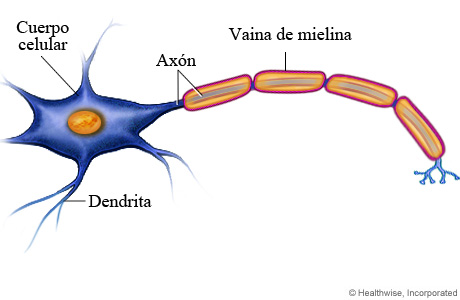 Cuerpo
celular
Axón
Vaina de mielina
Dendrita
© Healthwise, Incorporated